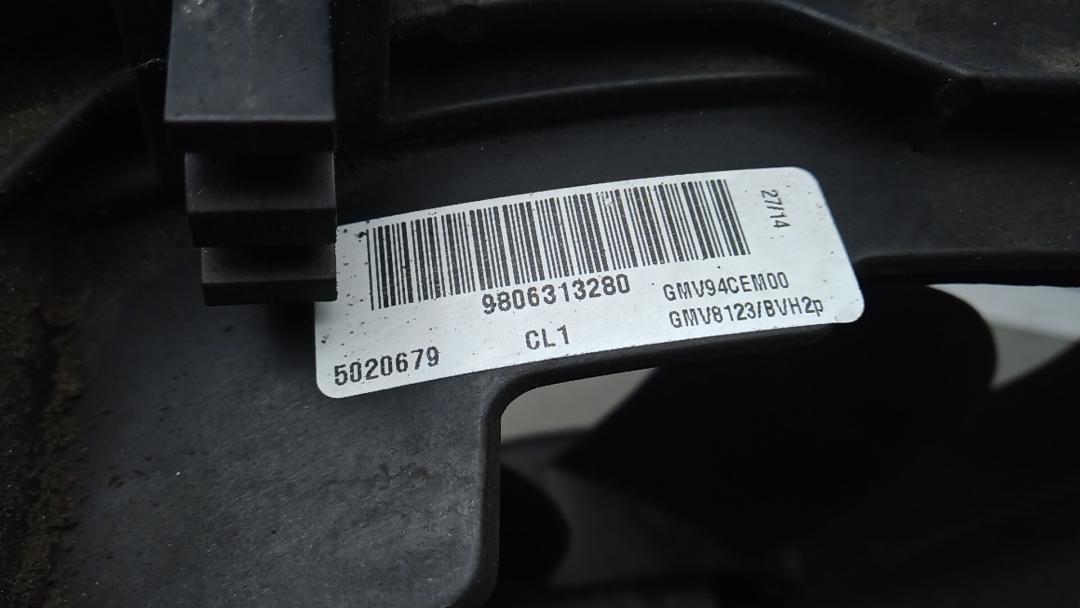 27/14
9806313280
GMV94CEM00
GMV8123/BVH2p
CL1
5020679